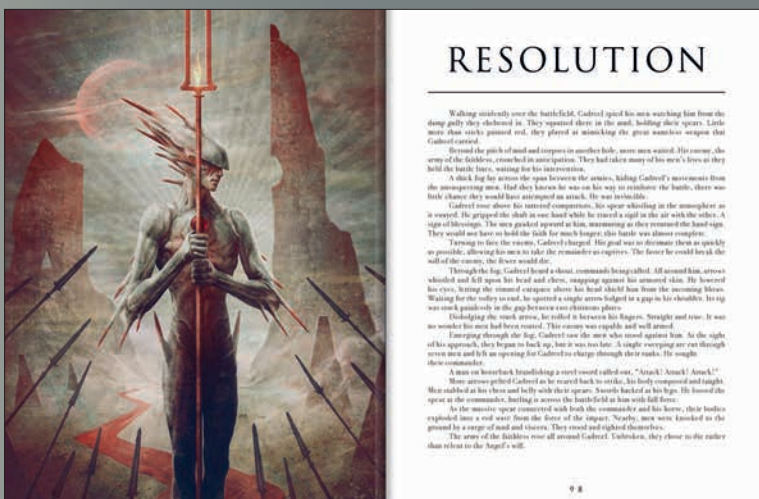 RESOLUTION
Walking stridently over the battlefield, Gadreel spied his men watching him from the
damp gully they sheltered in. They squatted there in the mud, holding their spears. Little
more than sticks painted red, they played at mimicking the great nameless weapon that
Gadreel carried.
Beyond the pitch of mud and corpses in another hole, more men waited. His enemy, the
army of the faithless, crouched in anticipation. They had taken many of his men's lives as they
held the battle lines, waiting for his intervention.
A thick fog lay across the span between the armies, hiding Gadreel's movements from
the unsuspecting men. Had they known he was on his way to reinforce the battle, there was
little chance they would have attempted an attack. He was invincible.
Gadreel rose above his tattered companions, his spear whistling in the atmosphere as
it swayed. He gripped the shaft in one hand while he traced a sigil in the air with the other. A
sign of blessings. The men gawked upward at him, murmuring as they returned the hand sign.
They would not have to hold the faith for much longer; this battle was almost complete.
Turning to face the enemy, Gadreel charged. His goal was to decimate them as quickly
as possible, allowing his men to take the remainder as captives. The faster he could break the
will of the enemy, the fewer would die.
Through the fog, Gadreel heard a shout, commands being called. All around him, arrows
whistled and fell upon his head and chest, snapping against his armored skin. He lowered
his eyes, letting the rimmed carapace above his head shield him from the incoming blows.
Waiting for the volley to end, he spotted a single arrow lodged in a gap in his shoulder. Its tip
was stuck painlessly in the gap between two chitinous plates.
Dislodging the stuck arrow, he rolled it between his fingers. Straight and true. It was
no wonder his men had been routed. This enemy was capable and well armed.
Emerging through the fog, Gadreel saw the men who stood against him. At the sight
of his approach, they began to back up, but it was too late. A single sweeping arc cut through
seven men and left an opening for Gadreel to charge through their ranks. He sought
their commander.
A man on horseback brandishing a steel sword called out, "Attack! Attack! Attack!"
More arrows pelted Gadreel as he reared back to strike, his body composed and taught.
Men stabbed at his chest and belly with their spears. Swords hacked at his legs. He loosed the
spear at the commander, hurling it across the battlefield at him with full force.
As the massive spear connected with both the commander and his horse, their bodies
exploded into a red wave from the force of the impact. Nearby, men were knocked to the
ground by a surge of mud and viscera. They stood and righted themselves.
The army of the faithless rose all around Gadreel. Unbroken, they chose to die rather
than relent to the Angel's will.
98